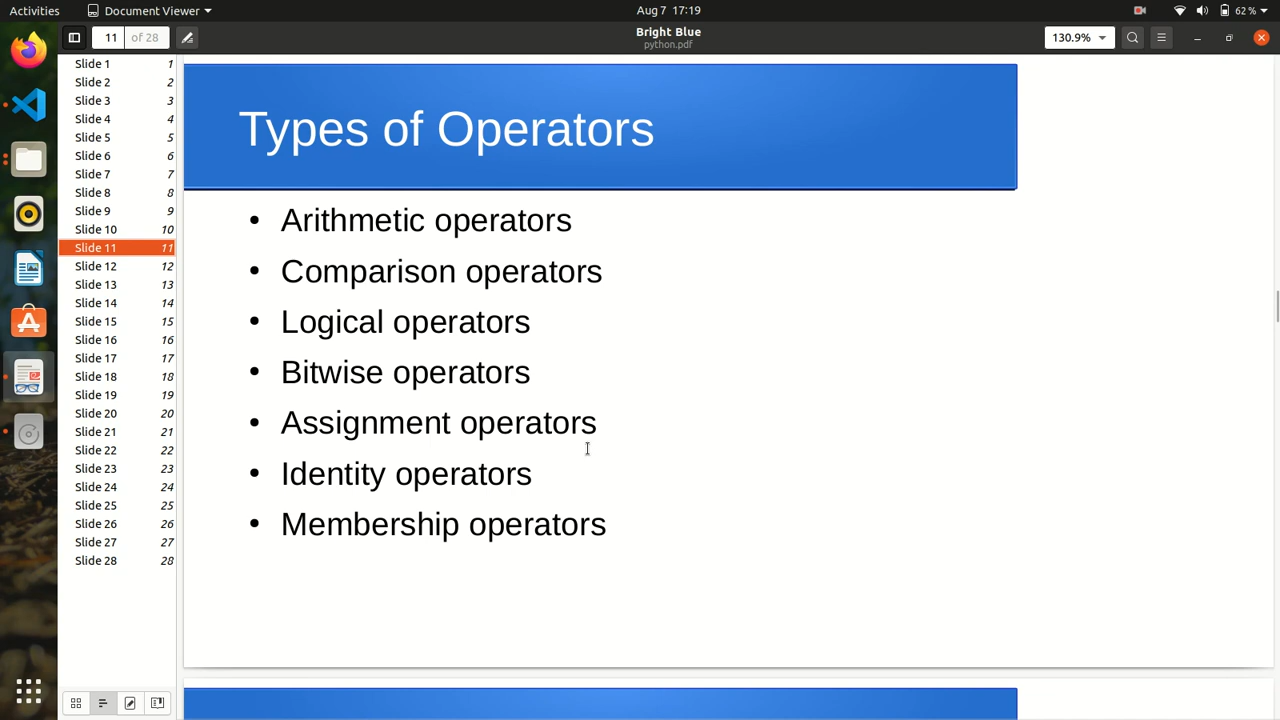 Activities
Document Viewer
Aug 7 17:19
62 %
11
of 28
Bright Blue
python.pdf
130.9%
Slide 1 1
Slide 2 2
Slide 3 3
Slide 4 4
Slide 5 5
Slide 6 6
Slide 7 7
Slide 8 8
Slide 9 9
Slide 10 10
Slide 11 11
Slide 12 12
Slide 13 13
Slide 14 14
Slide 15 15
Slide 16 16
Slide 17 17
Slide 18 18
Slide 19 19
Slide 20 20
Slide 21 21
Slide 22 22
Slide 23 23
Slide 24 24
Slide 25 25
Slide 26 26
Slide 27 27
Slide 28 28
Types of Operators
• Arithmetic operators
• Comparison operators
• Logical operators
• Bitwise operators
• Assignment operators
• Identity operators
• Membership operators